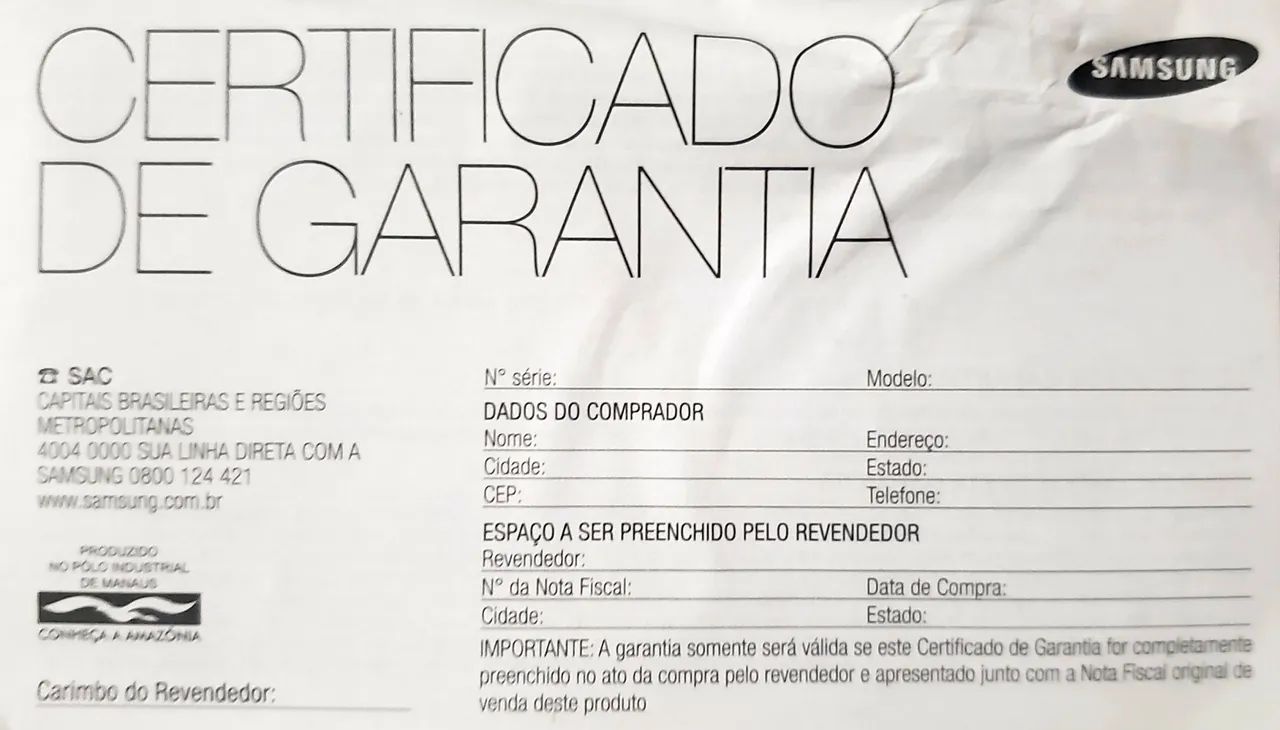 CERTIFICADO
DE GARANTIA
SAMSUNG
☎ SAC
CAPITAIS BRASILEIRAS E REGIÕES
METROPOLITANAS
4004 0000 SUA LINHA DIRETA COM A
SAMSUNG 0800 124 421
www.samsung.com.br
PRODUZIDO
NO PÓLO INDUSTRIAL
DE MANAUS
CONHEÇA A AMAZÔNIA
Carimbo do Revendedor:
N° série: Modelo:
DADOS DO COMPRADOR
Nome: Endereço:
Cidade: Estado:
CEP: Telefone:
ESPAÇO A SER PREENCHIDO PELO REVENDEDOR
Revendedor:
N° da Nota Fiscal: Data de Compra:
Cidade: Estado:
IMPORTANTE: A garantia somente será válida se este Certificado de Garantia for completamente
preenchido no ato da compra pelo revendedor e apresentado junto com a Nota Fiscal original de
venda deste produto